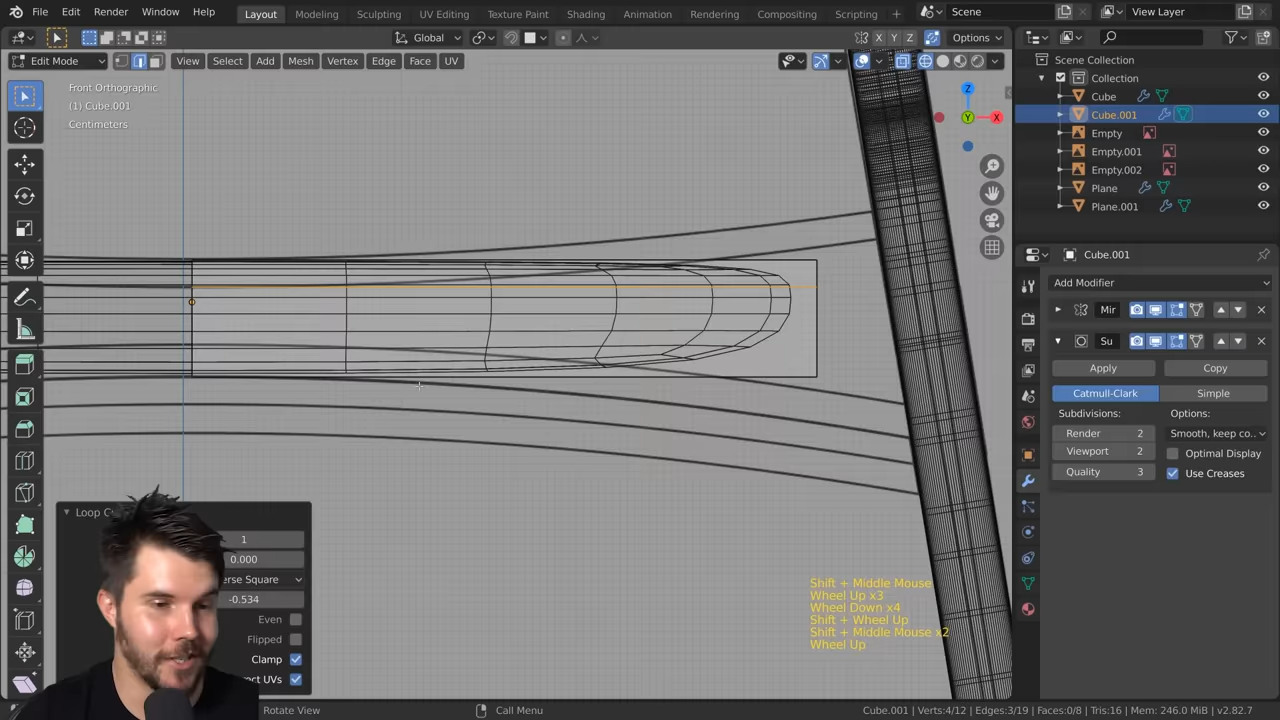 File Edit Render Window Help
Layout Modeling Sculpting UV Editing Texture Paint Shading Animation Rendering Compositing Scripting
Scene
View Layer
Global
X Y Z
Options
Edit Mode
View Select Add Mesh Vertex Edge Face UV
Front Orthographic
(1) Cube.001
Centimeters
Z
Y
X
Scene Collection
Collection
Cube
Cube.001
Empty
Empty.001
Empty.002
Plane
Plane.001
Cube.001
Add Modifier
Mir
Su
Apply Copy
Catmull-Clark Simple
Subdivisions: Options:
Render 2 Smooth, keep co..
Viewport 2 Optimal Display
Quality 3 Use Creases
Loop C
1
0.000
erse Square
-0.534
Even
Flipped
Clamp
ect UVs
Shift + Middle Mouse
Wheel Up x3
Wheel Down x4
Shift + Wheel Up
Shift + Middle Mouse x2
Wheel Up
Rotate View
Call Menu
Cube.001 | Verts:4/12 | Edges:3/19 | Faces:0/8 | Tris:16 | Mem: 246.0 MiB | v2.82.7